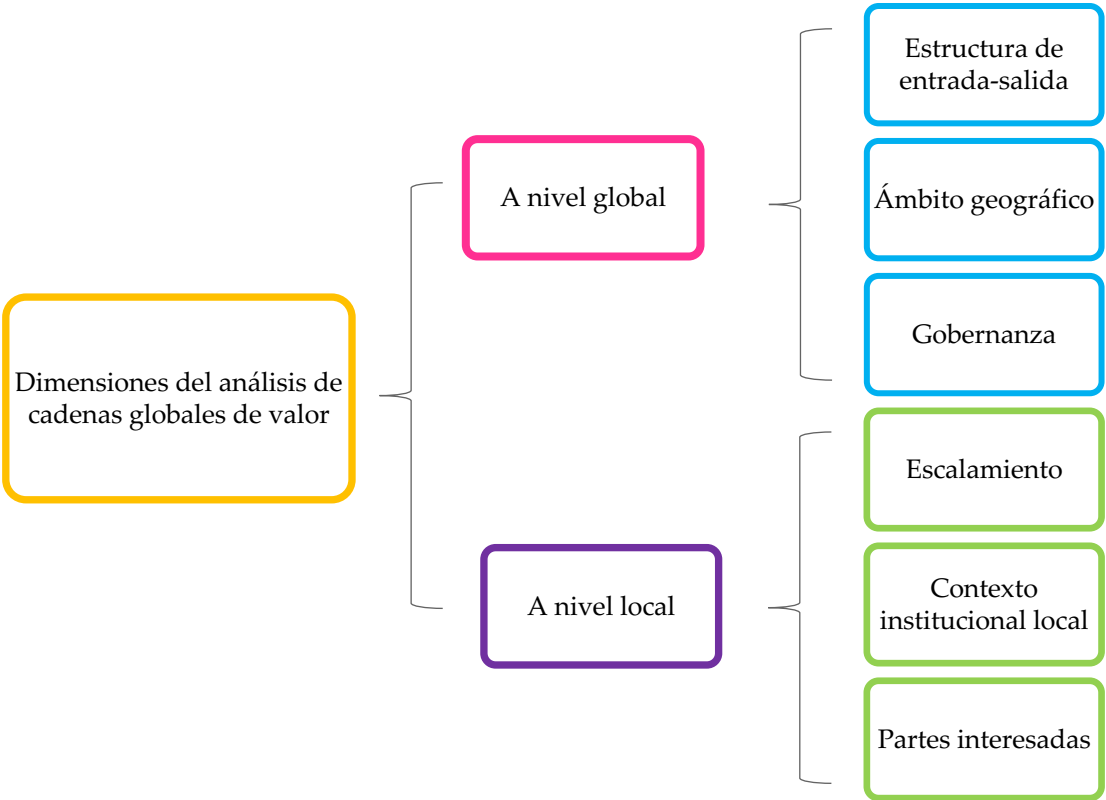 Dimensiones del análisis de
cadenas globales de valor
A nivel global
Estructura de
entrada-salida
Ámbito geográfico
Gobernanza
A nivel local
Escalamiento
Contexto
institucional local
Partes interesadas